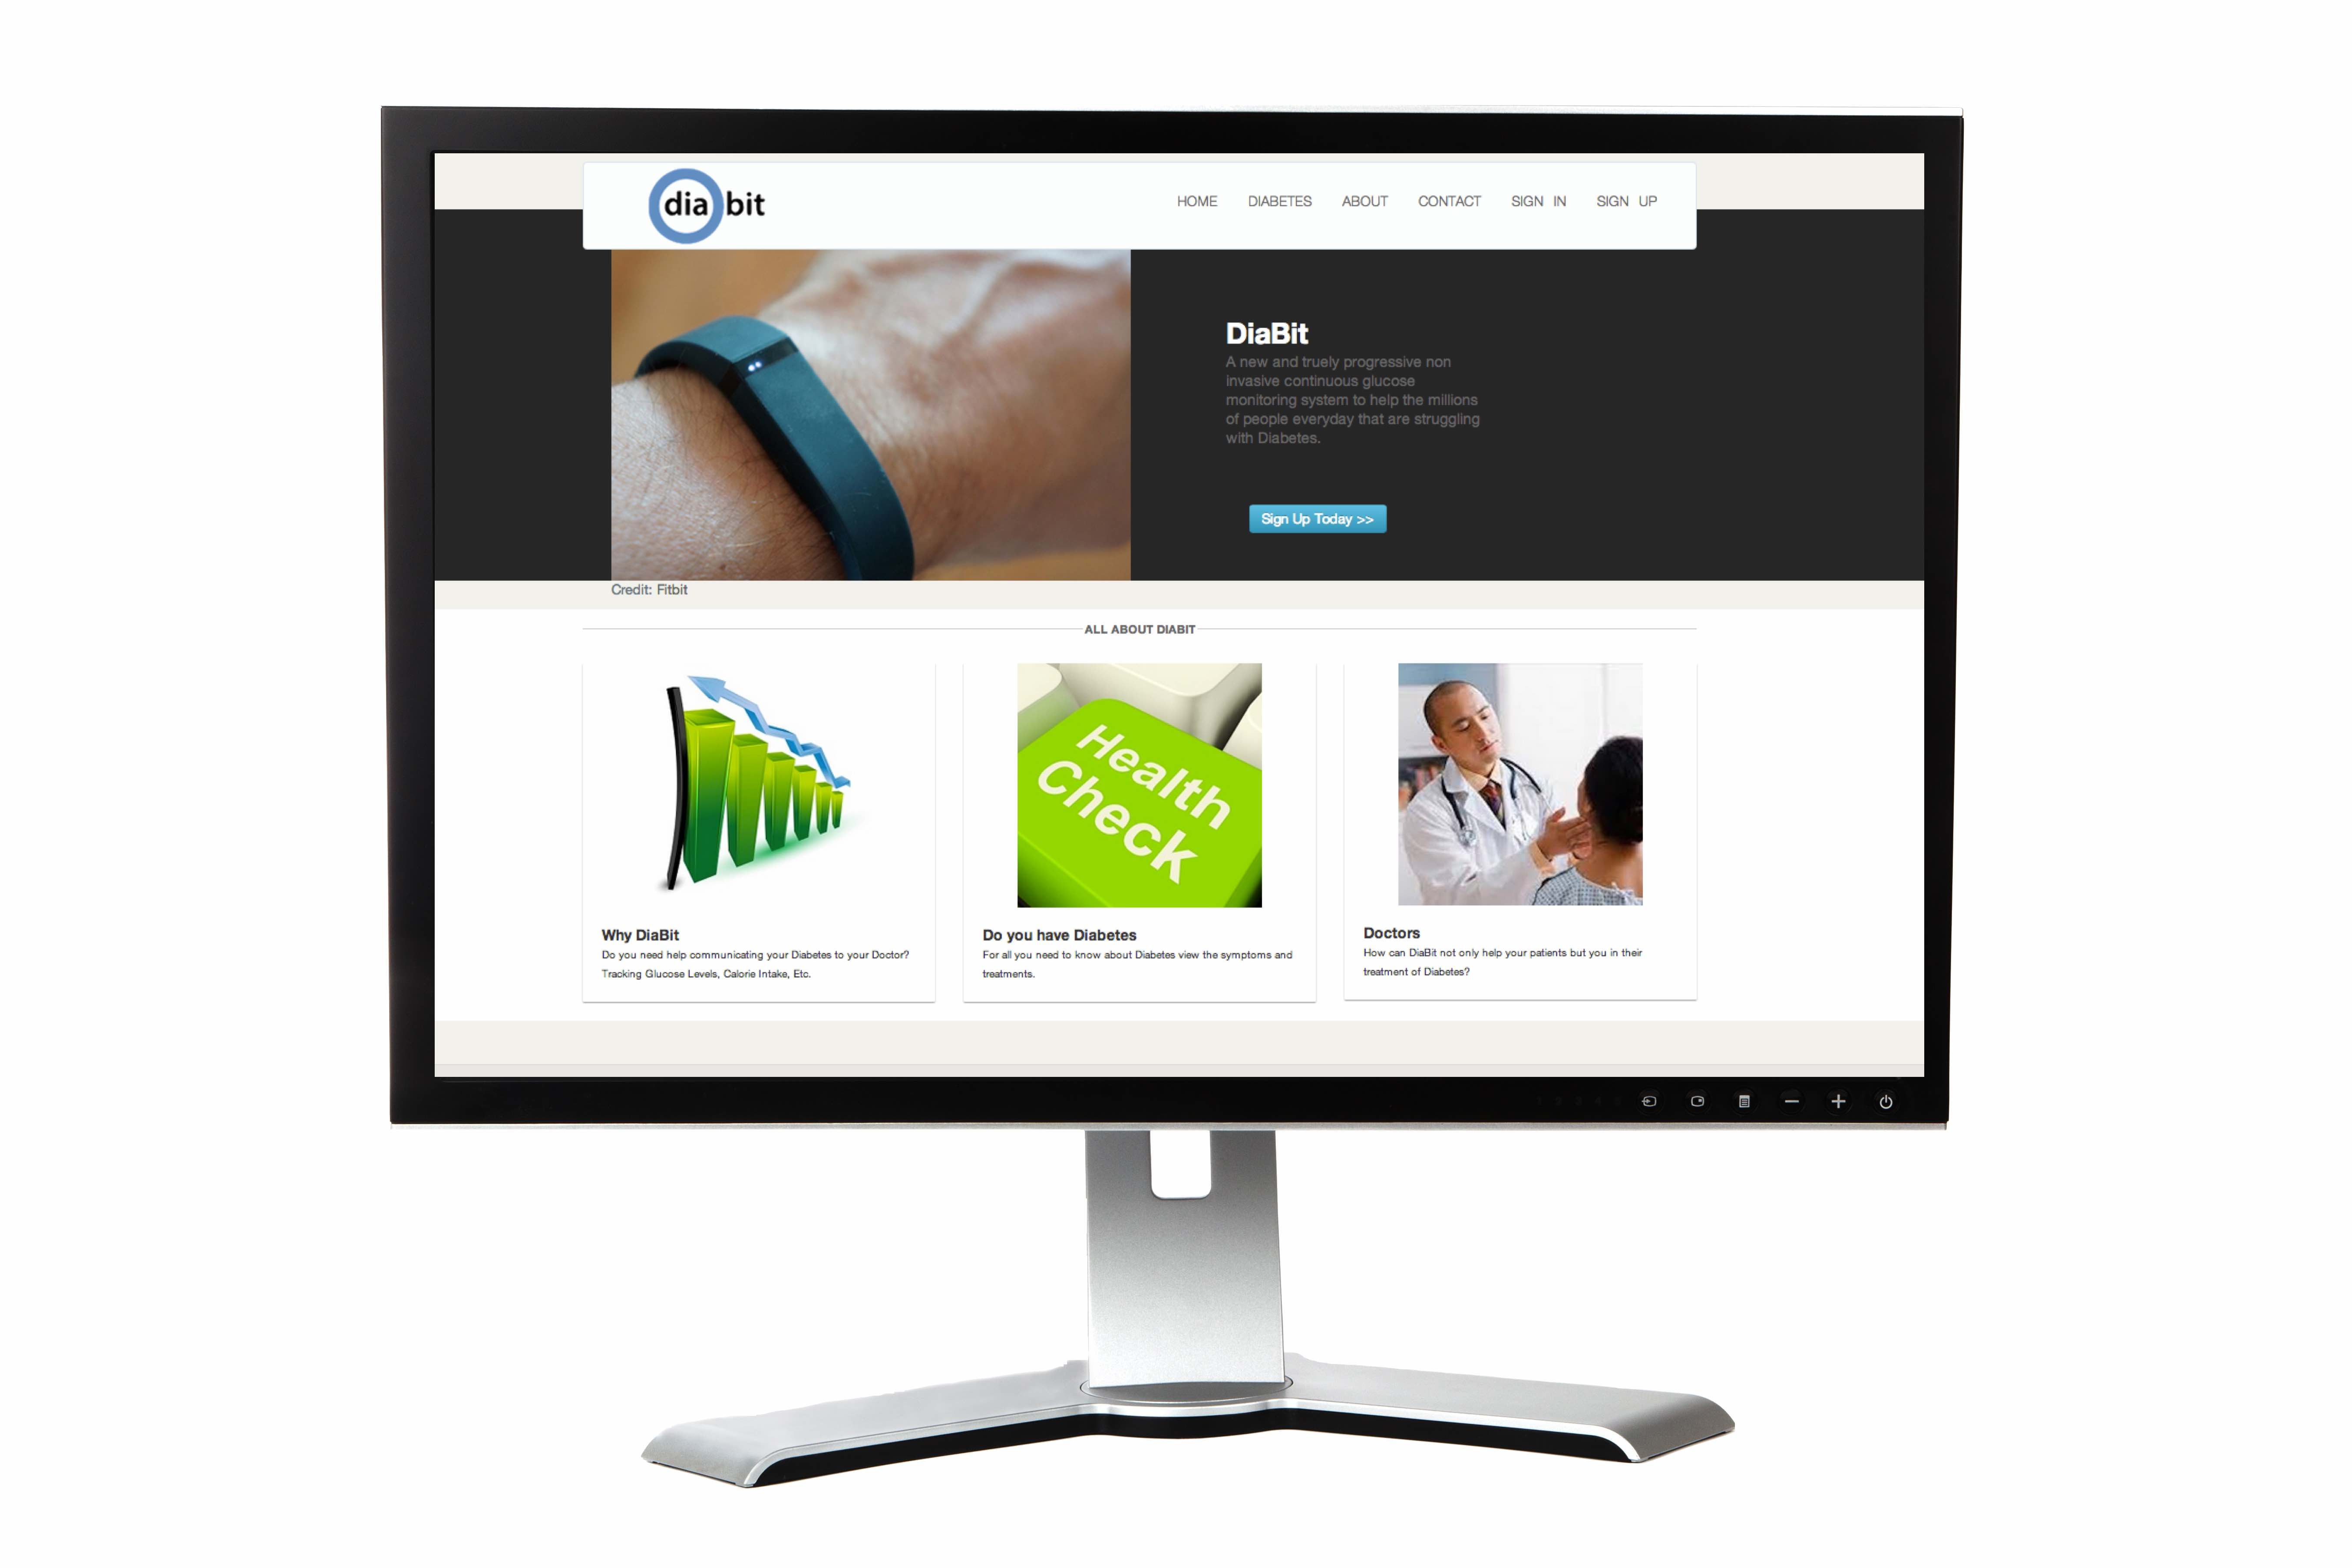 dia bit
HOME DIABETES ABOUT CONTACT SIGN IN SIGN UP
DiaBit
A new and truely progressive non
invasive continuous glucose
monitoring system to help the millions
of people everyday that are struggling
with Diabetes.
Sign Up Today >>
Credit: Fitbit
ALL ABOUT DIABIT
Health
Check
Why DiaBit
Do you need help communicating your Diabetes to your Doctor?
Tracking Glucose Levels, Calorie Intake, Etc.
Do you have Diabetes
For all you need to know about Diabetes view the symptoms and
treatments.
Doctors
How can DiaBit not only help your patients but you in their
treatment of Diabetes?